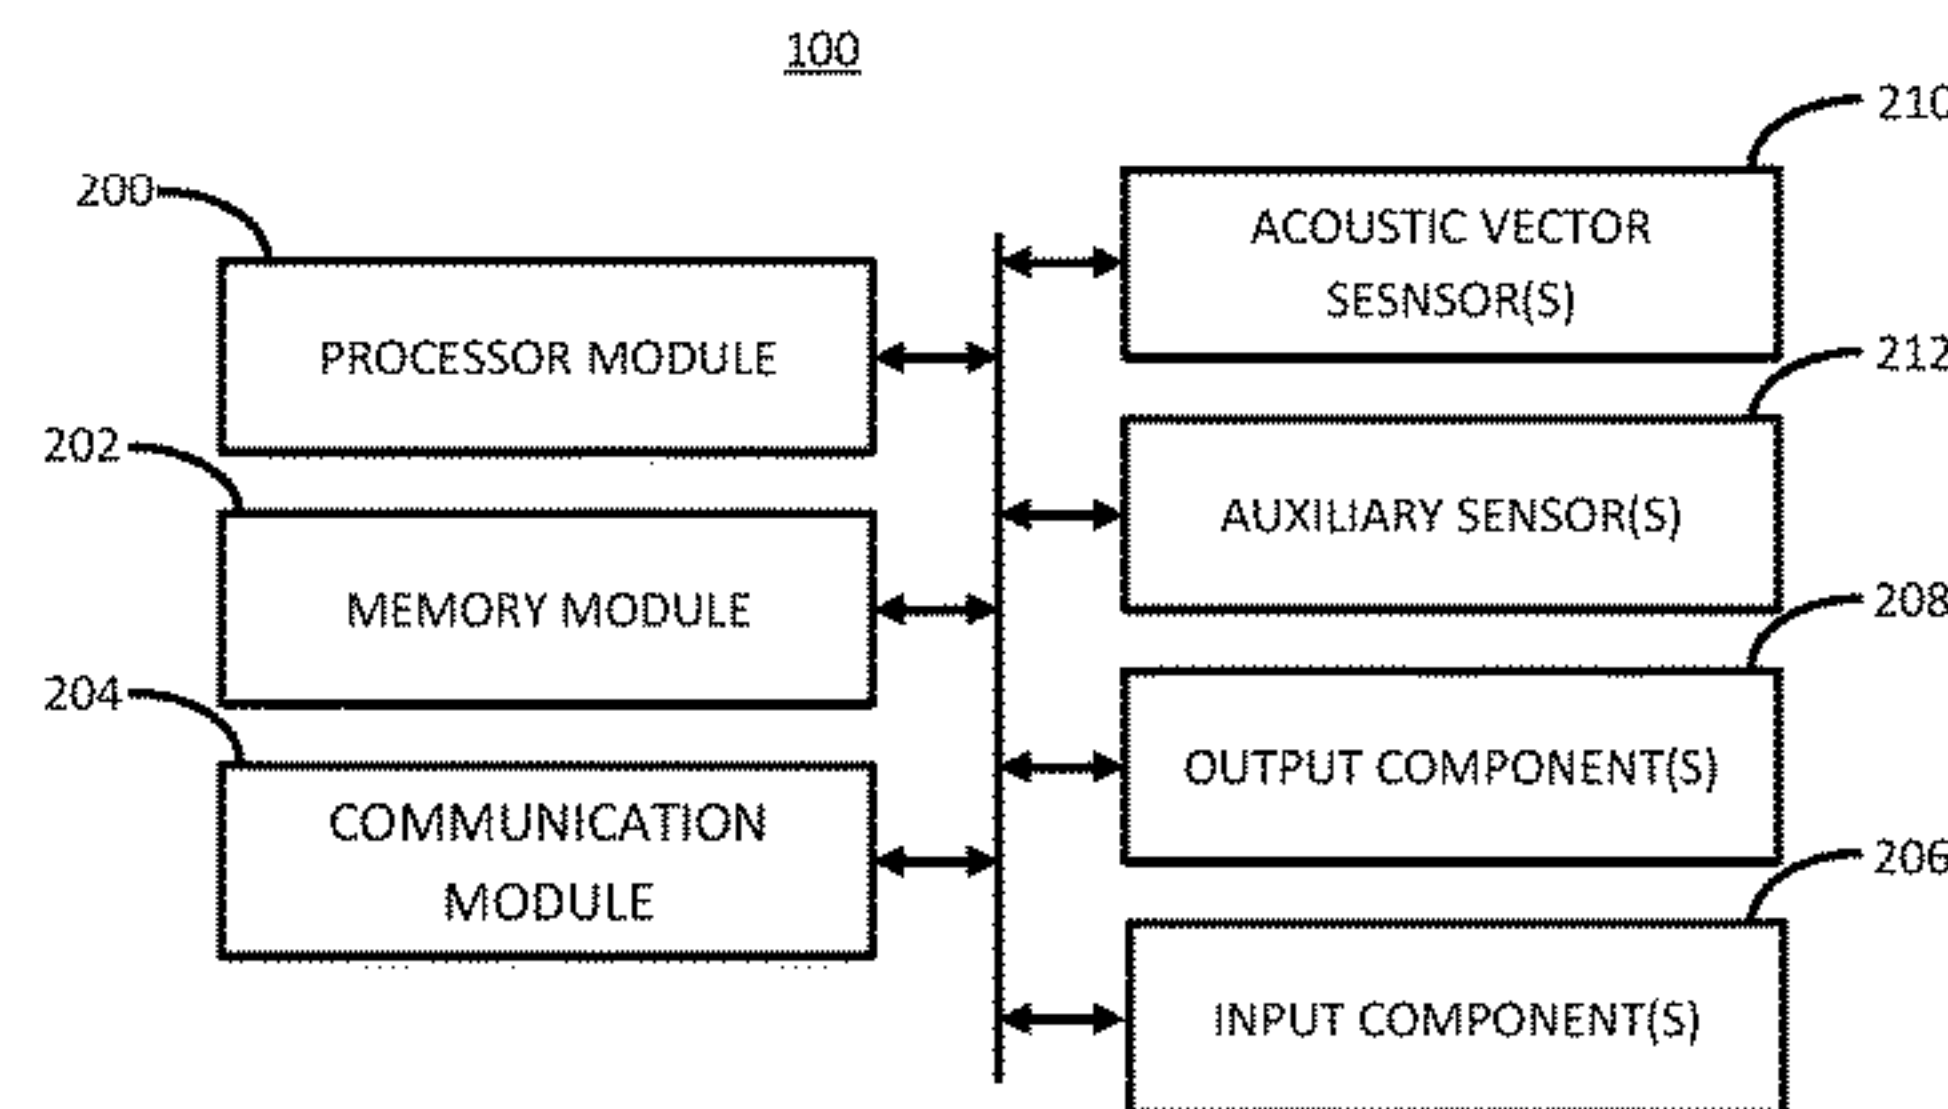 100
210
200
ACOUSTIC VECTOR
SESNSOR(S)
PROCESSOR MODULE
212
202
AUXILIARY SENSOR(S)
MEMORY MODULE
208
204
OUTPUT COMPONENT(S)
COMMUNICATION
MODULE
206
INPUT COMPONENT(S)